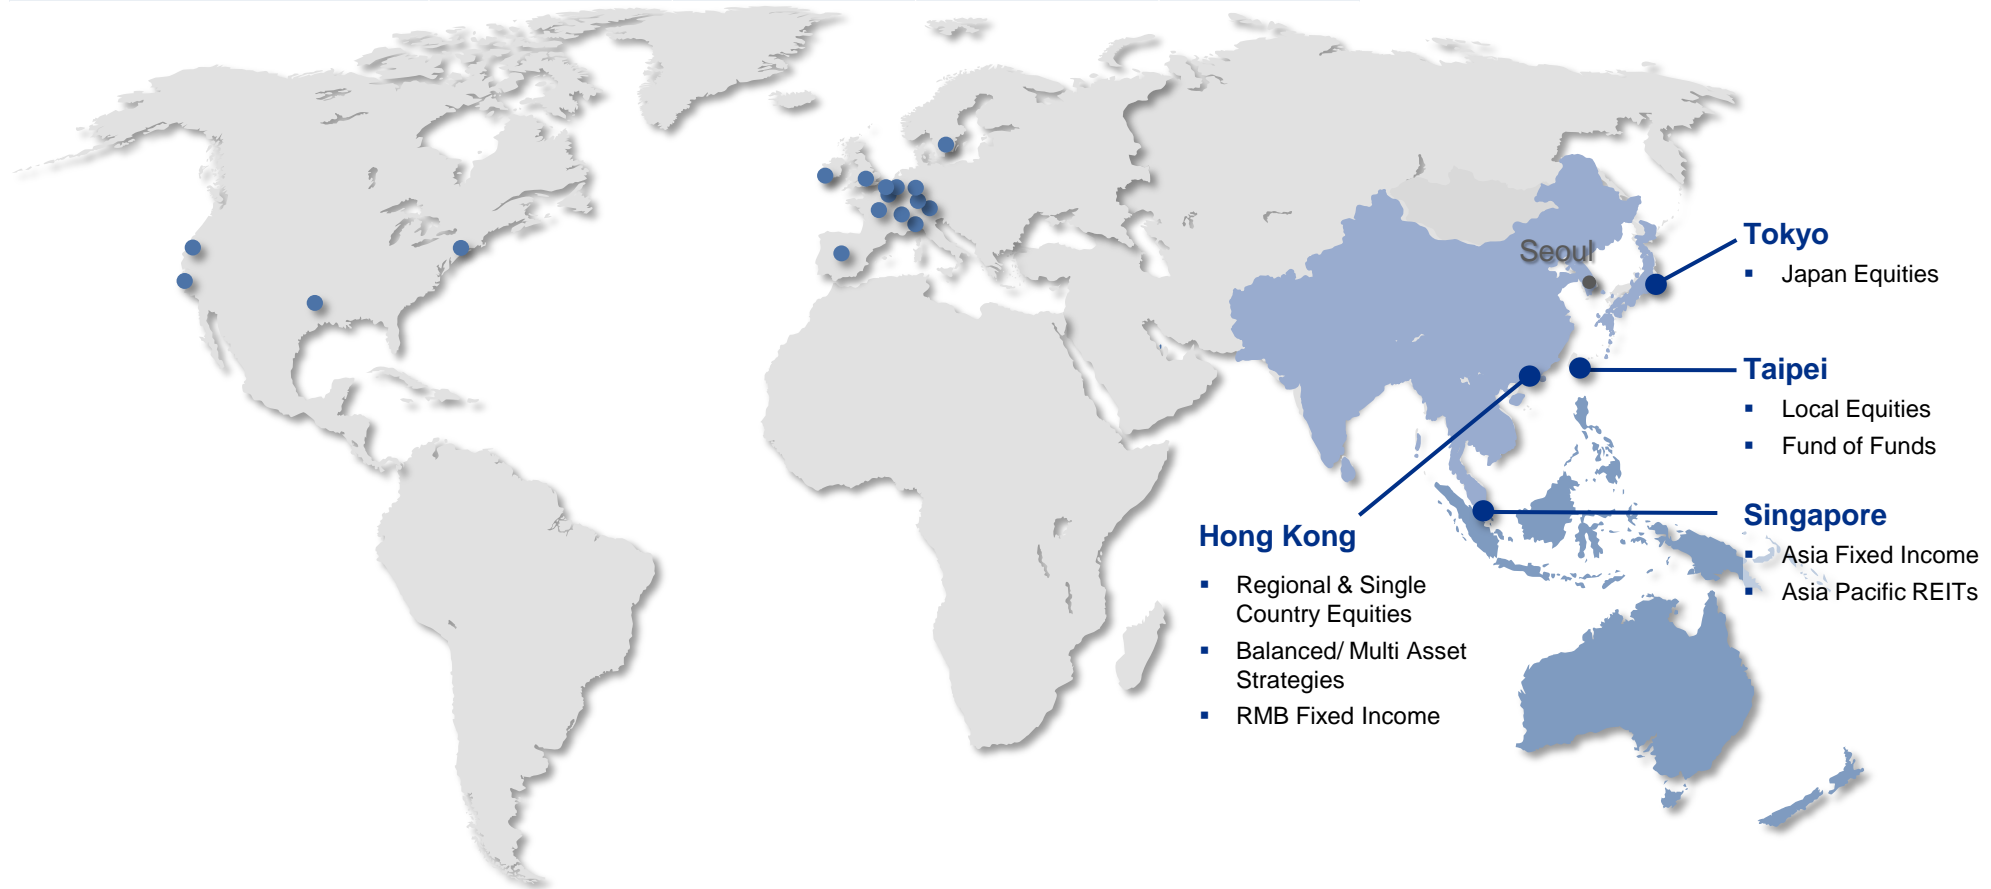 Seoul
Tokyo
▪ Japan Equities
Taipei
▪ Local Equities
▪ Fund of Funds
Singapore
▪ Asia Fixed Income
▪ Asia Pacific REITs
Hong Kong
▪ Regional & Single
Country Equities
▪ Balanced/ Multi Asset
Strategies
▪ RMB Fixed Income